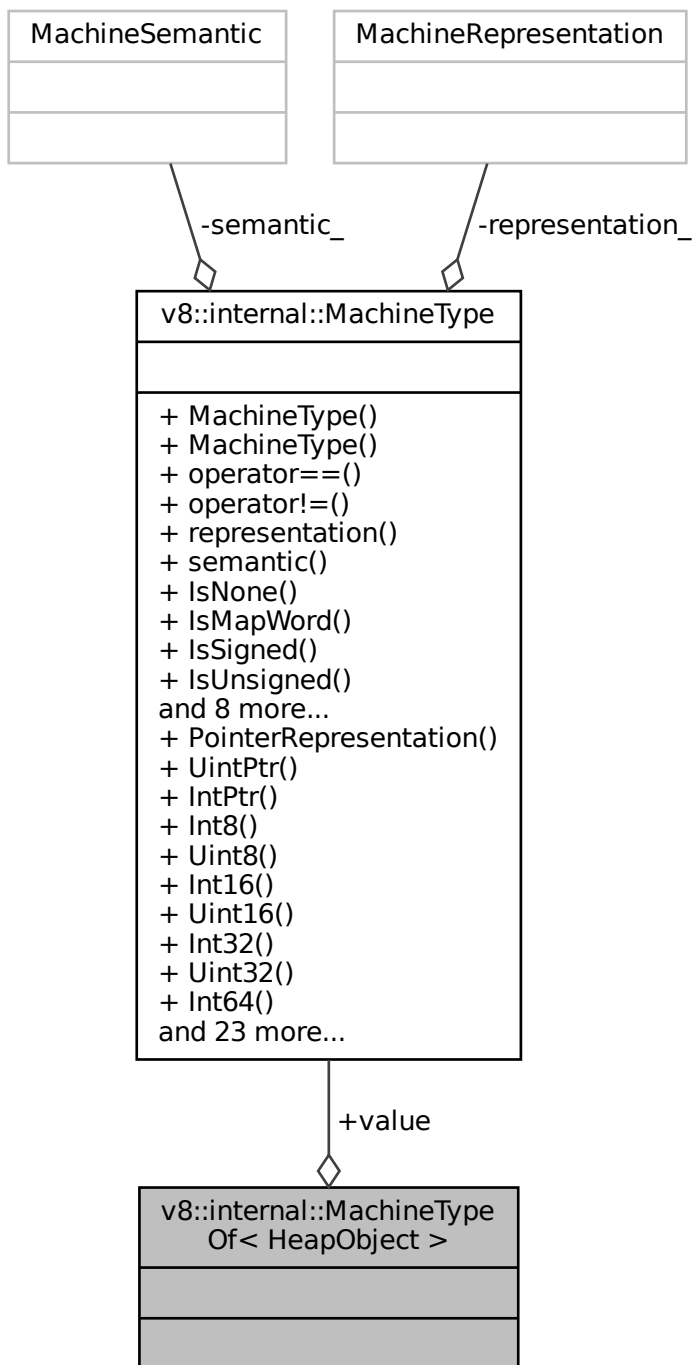 MachineSemantic
MachineRepresentation
-semantic_
-representation_
v8::internal::MachineType
+ MachineType()
+ MachineType()
+ operator==()
+ operator!=()
+ representation()
+ semantic()
+ IsNone()
+ IsMapWord()
+ IsSigned()
+ IsUnsigned()
and 8 more...
+ PointerRepresentation()
+ UintPtr()
+ IntPtr()
+ Int8()
+ Uint8()
+ Int16()
+ Uint16()
+ Int32()
+ Uint32()
+ Int64()
and 23 more...
+value
v8::internal::MachineType
Of< HeapObject >